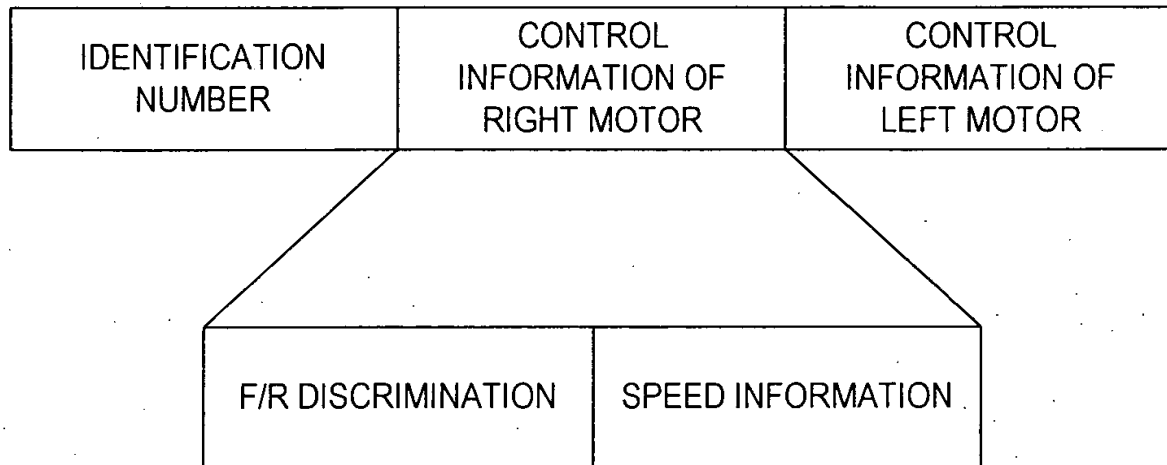 IDENTIFICATION
NUMBER
CONTROL
INFORMATION OF
RIGHT MOTOR
CONTROL
INFORMATION OF
LEFT MOTOR
F/R DISCRIMINATION
SPEED INFORMATION